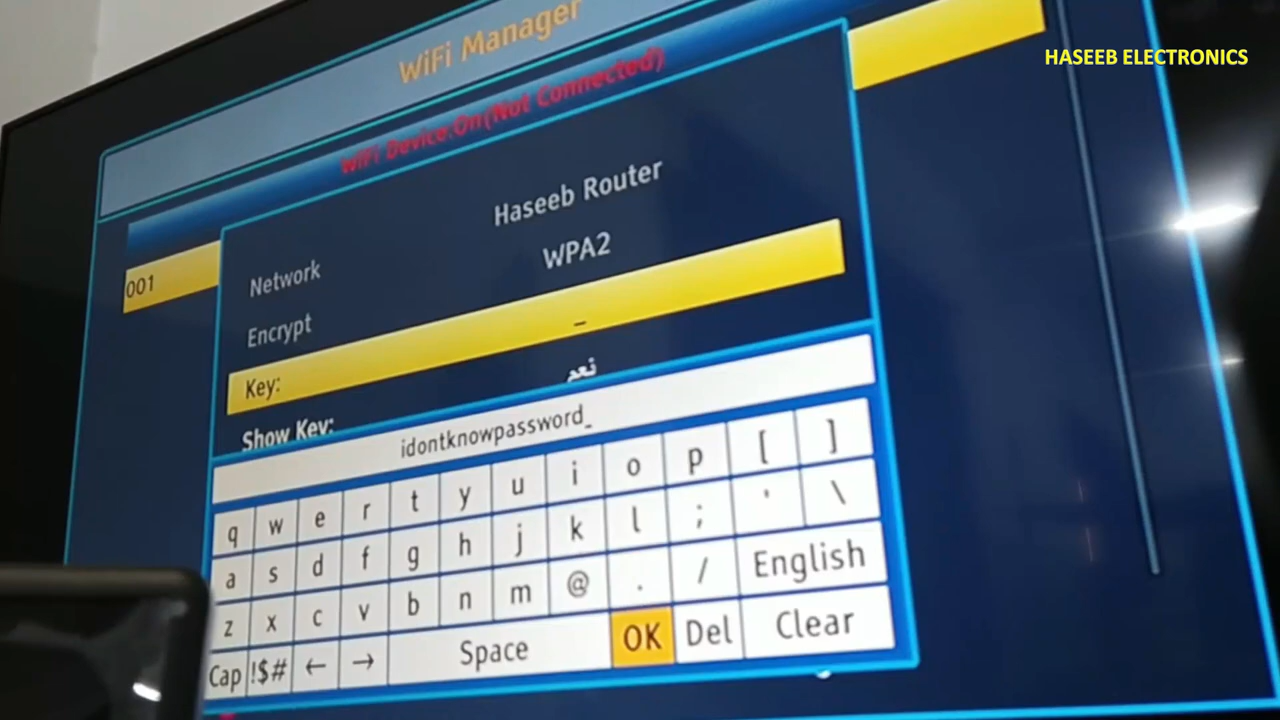 HASEEB ELECTRONICS
WiFi Manager
WiFi Device:On(Not Connected)
001
Network Haseeb Router
Encrypt WPA2
Key: _
Show Key: نعم
idontknowpassword_
q w e r t y u i o p [ ]
a s d f g h j k l ; ' \
z x c v b n m @ . / English
Cap !$# ← → Space OK Del Clear